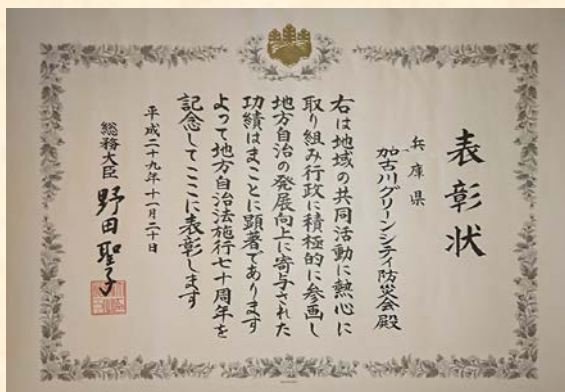 表彰状
兵庫県
加古川グリーンシティ防災会殿
右は地域の共同活動に熱心に
取り組み行政に積極的に参画し
地方自治の発展向上に寄与された
功績はまことに顕著であります
よって地方自治法施行七十周年を
記念してここに表彰します
平成二十九年十一月二十日
総務大臣 野田聖子